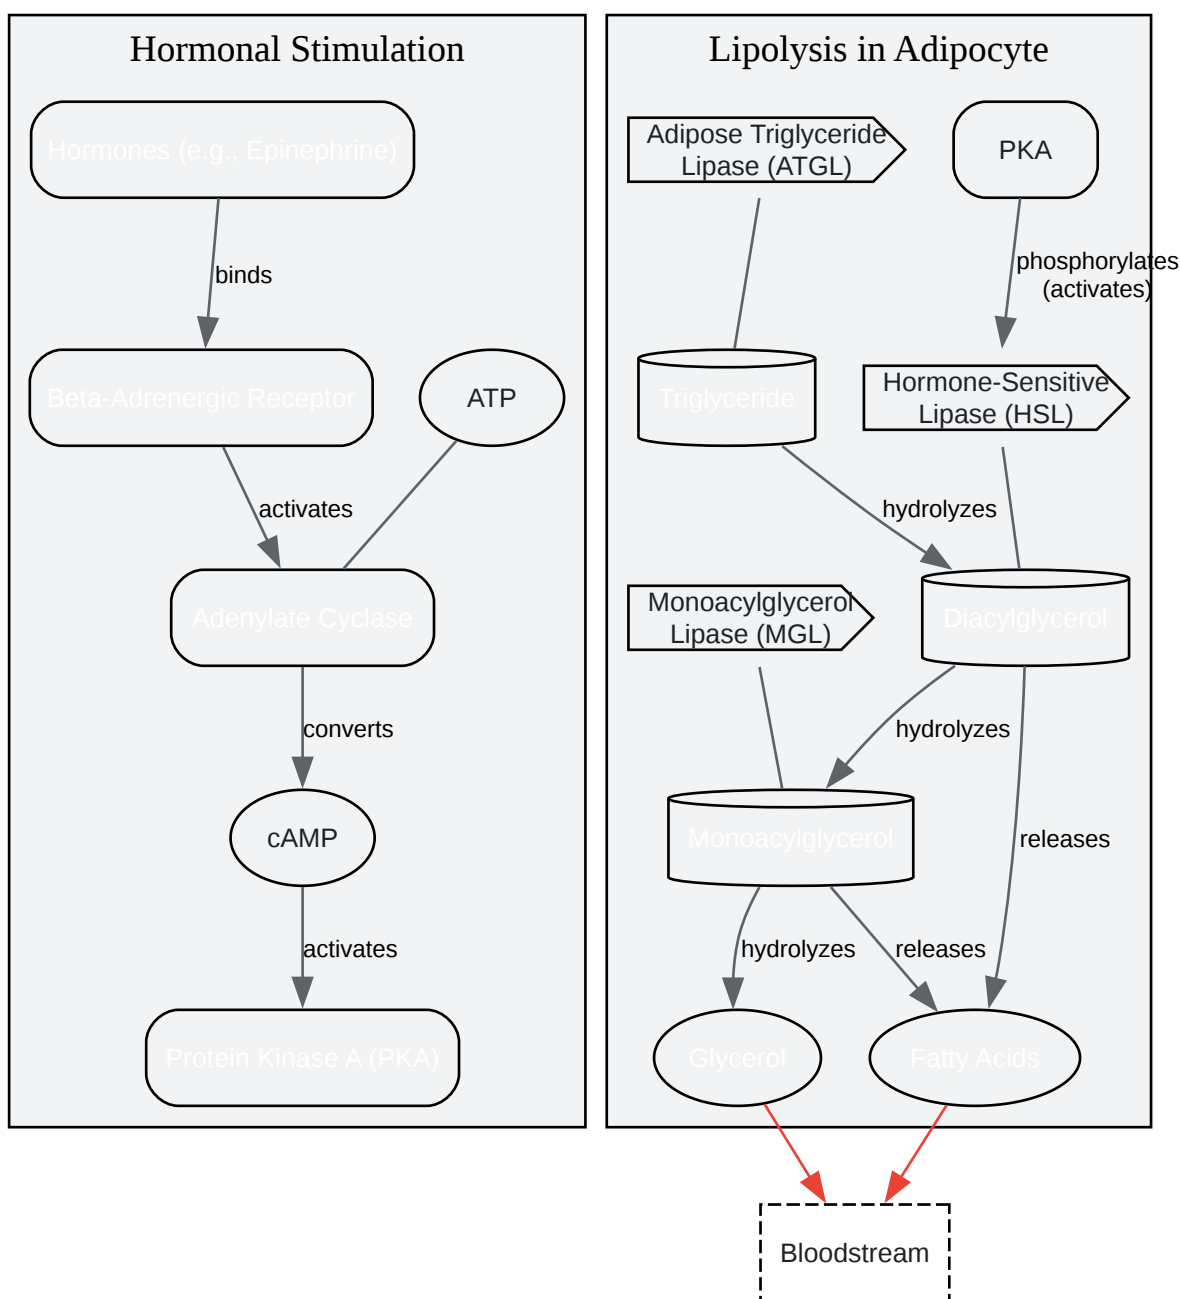 Hormonal Stimulation
Hormones (e.g., Epinephrine)
binds
Beta-Adrenergic Receptor
ATP
activates
Adenylate Cyclase
converts
cAMP
activates
Protein Kinase A (PKA)
Lipolysis in Adipocyte
Adipose Triglyceride
Lipase (ATGL)
PKA
phosphorylates
(activates)
Triglyceride
Hormone-Sensitive
Lipase (HSL)
hydrolyzes
Monoacylglycerol
Lipase (MGL)
Diacylglycerol
hydrolyzes
Monoacylglycerol
releases
hydrolyzes
releases
Glycerol
Fatty Acids
Bloodstream